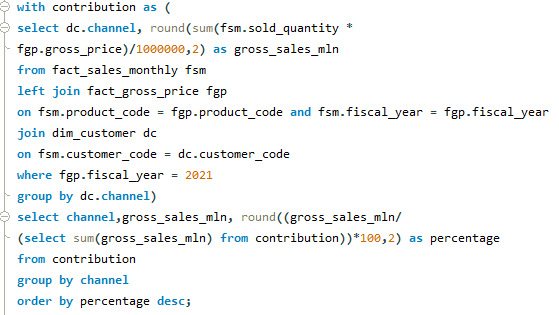 with contribution as (
select dc.channel, round(sum(fsm.sold_quantity *
fgp.gross_price)/1000000,2) as gross_sales_mln
from fact_sales_monthly fsm
left join fact_gross_price fgp
on fsm.product_code = fgp.product_code and fsm.fiscal_year = fgp.fiscal_year
join dim_customer dc
on fsm.customer_code = dc.customer_code
where fgp.fiscal_year = 2021
group by dc.channel)
select channel,gross_sales_mln, round((gross_sales_mln/
(select sum(gross_sales_mln) from contribution))*100,2) as percentage
from contribution
group by channel
order by percentage desc;